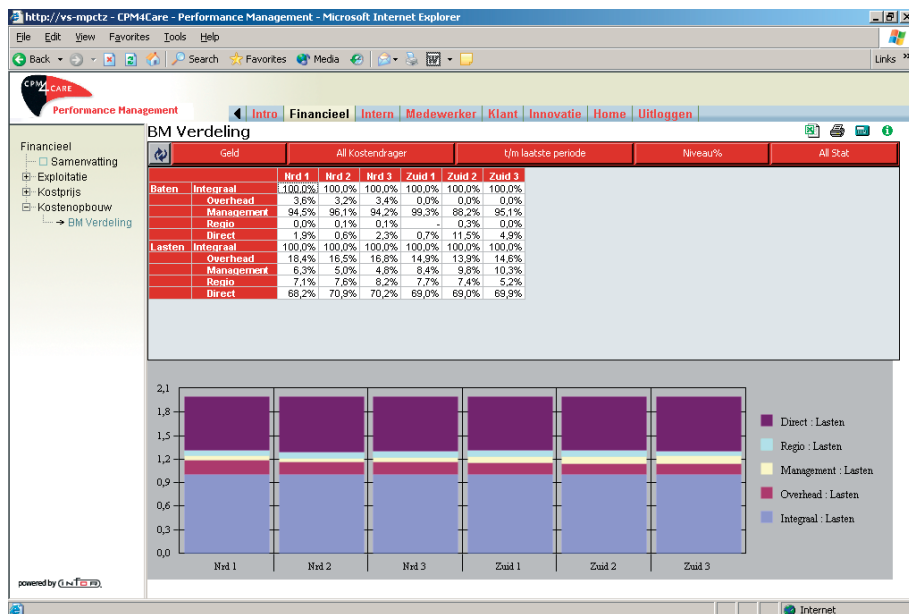 http://vs-mpctz - CPM4Care - Performance Management - Microsoft Internet Explorer
File Edit View Favorites Tools Help
Back Search Favorites Media Links »
CPM4CARE
Performance Management
Intro Financieel Intern Medewerker Klant Innovatie Home Uitloggen
BM Verdeling
Financieel
Samenvatting
Exploitatie
Kostprijs
Kostenopbouw
BM Verdeling
Geld All Kostendrager t/m laatste periode Niveau% All Stat
Nrd 1 Nrd 2 Nrd 3 Zuid 1 Zuid 2 Zuid 3
Baten Integraal 100,0% 100,0% 100,0% 100,0% 100,0% 100,0%
Overhead 3,6% 3,2% 3,4% 0,0% 0,0% 0,0%
Management 94,5% 96,1% 94,2% 99,3% 88,2% 95,1%
Regio 0,0% 0,1% 0,1% - 0,3% 0,0%
Direct 1,9% 0,6% 2,3% 0,7% 11,5% 4,9%
Lasten Integraal 100,0% 100,0% 100,0% 100,0% 100,0% 100,0%
Overhead 18,4% 16,5% 16,8% 14,9% 13,9% 14,6%
Management 6,3% 5,0% 4,8% 8,4% 9,8% 10,3%
Regio 7,1% 7,6% 8,2% 7,7% 7,4% 5,2%
Direct 68,2% 70,9% 70,2% 69,0% 69,0% 69,9%
2,1
1,8
1,5
1,2
0,9
0,6
0,3
0,0
Nrd 1 Nrd 2 Nrd 3 Zuid 1 Zuid 2 Zuid 3
Direct : Lasten
Regio : Lasten
Management : Lasten
Overhead : Lasten
Integraal : Lasten
powered by infor
Internet